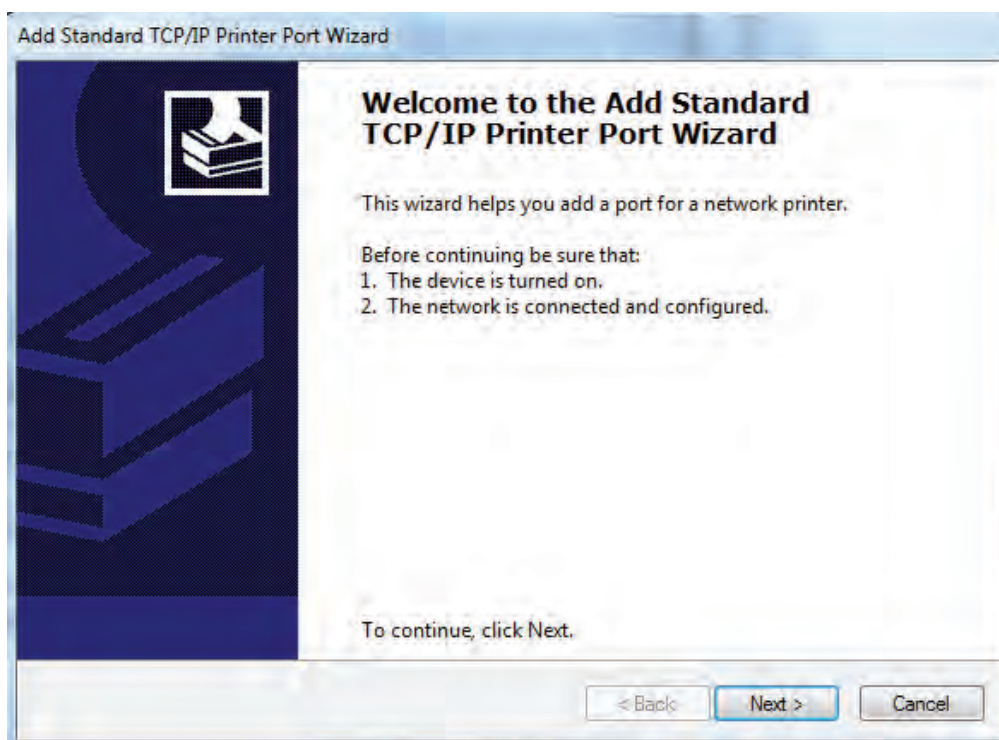 Add Standard TCP/IP Printer Port Wizard
Welcome to the Add Standard
TCP/IP Printer Port Wizard
This wizard helps you add a port for a network printer.
Before continuing be sure that:
1. The device is turned on.
2. The network is connected and configured.
To continue, click Next.
< Back Next > Cancel